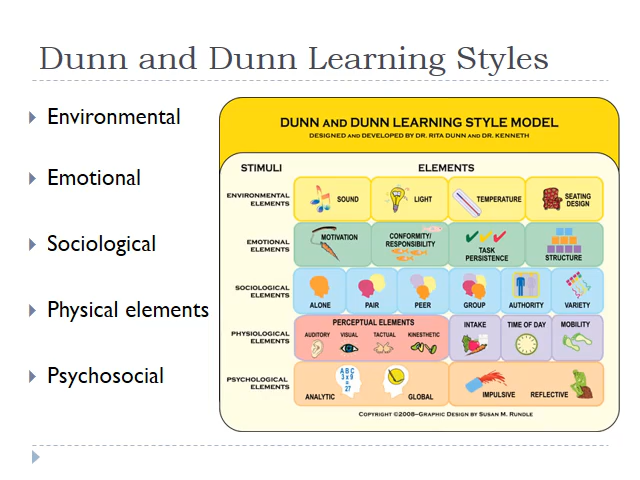 Dunn and Dunn Learning Styles
Environmental
Emotional
Sociological
Physical elements
Psychosocial
DUNN AND DUNN LEARNING STYLE MODEL
DESIGNED AND DEVELOPED BY DR. RITA DUNN AND DR. KENNETH
STIMULI ELEMENTS
ENVIRONMENTAL
ELEMENTS
SOUND LIGHT TEMPERATURE SEATING
DESIGN
EMOTIONAL
ELEMENTS
MOTIVATION CONFORMITY/
RESPONSIBILITY TASK
PERSISTENCE STRUCTURE
SOCIOLOGICAL
ELEMENTS
ALONE PAIR PEER GROUP AUTHORITY VARIETY
PHYSIOLOGICAL
ELEMENTS
PERCEPTUAL ELEMENTS
AUDITORY VISUAL TACTUAL KINESTHETIC
INTAKE TIME OF DAY MOBILITY
PSYCHOLOGICAL
ELEMENTS
A B C
3 x 9
=
27
ANALYTIC GLOBAL IMPULSIVE REFLECTIVE
COPYRIGHT ©2008–GRAPHIC DESIGN BY SUSAN M. RUNDLE